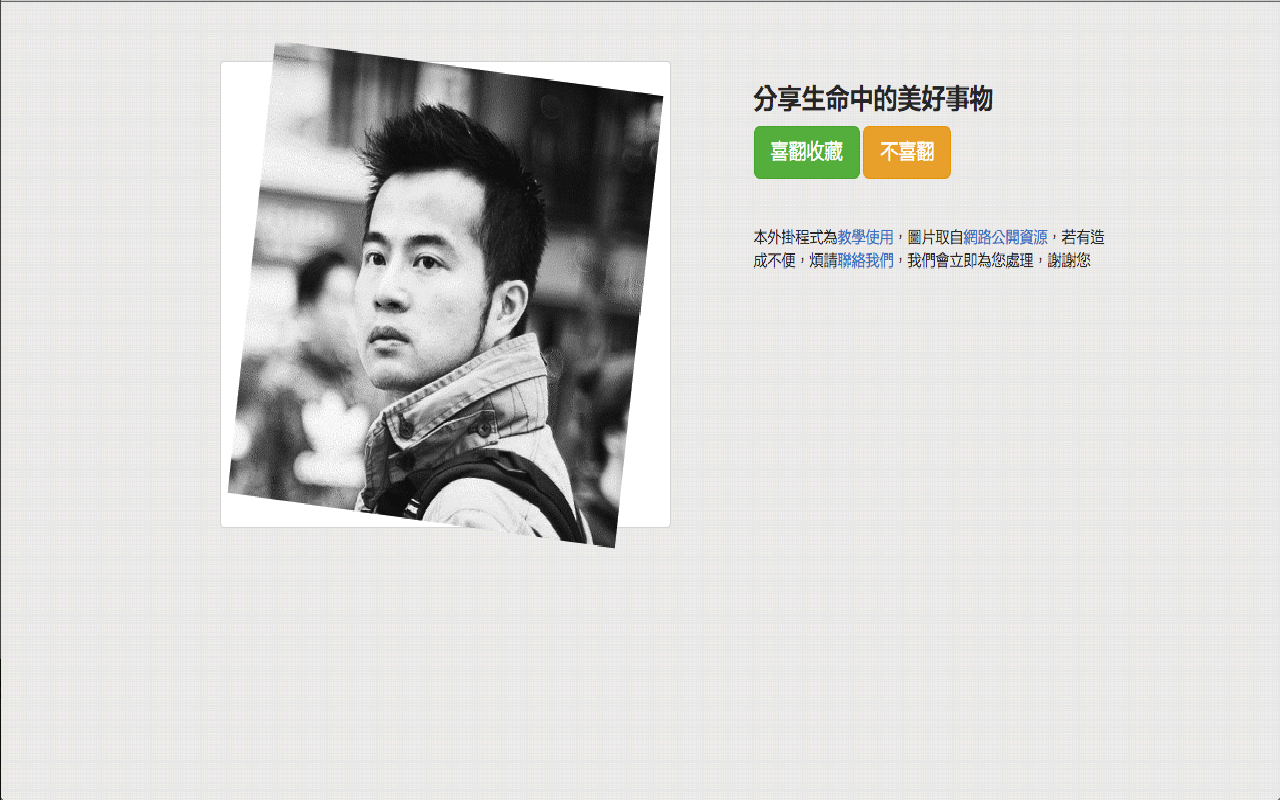 分享生命中的美好事物
喜翻收藏 不喜翻
本外掛程式為教學使用，圖片取自網路公開資源，若有造
成不便，煩請聯絡我們，我們會立即為您處理，謝謝您